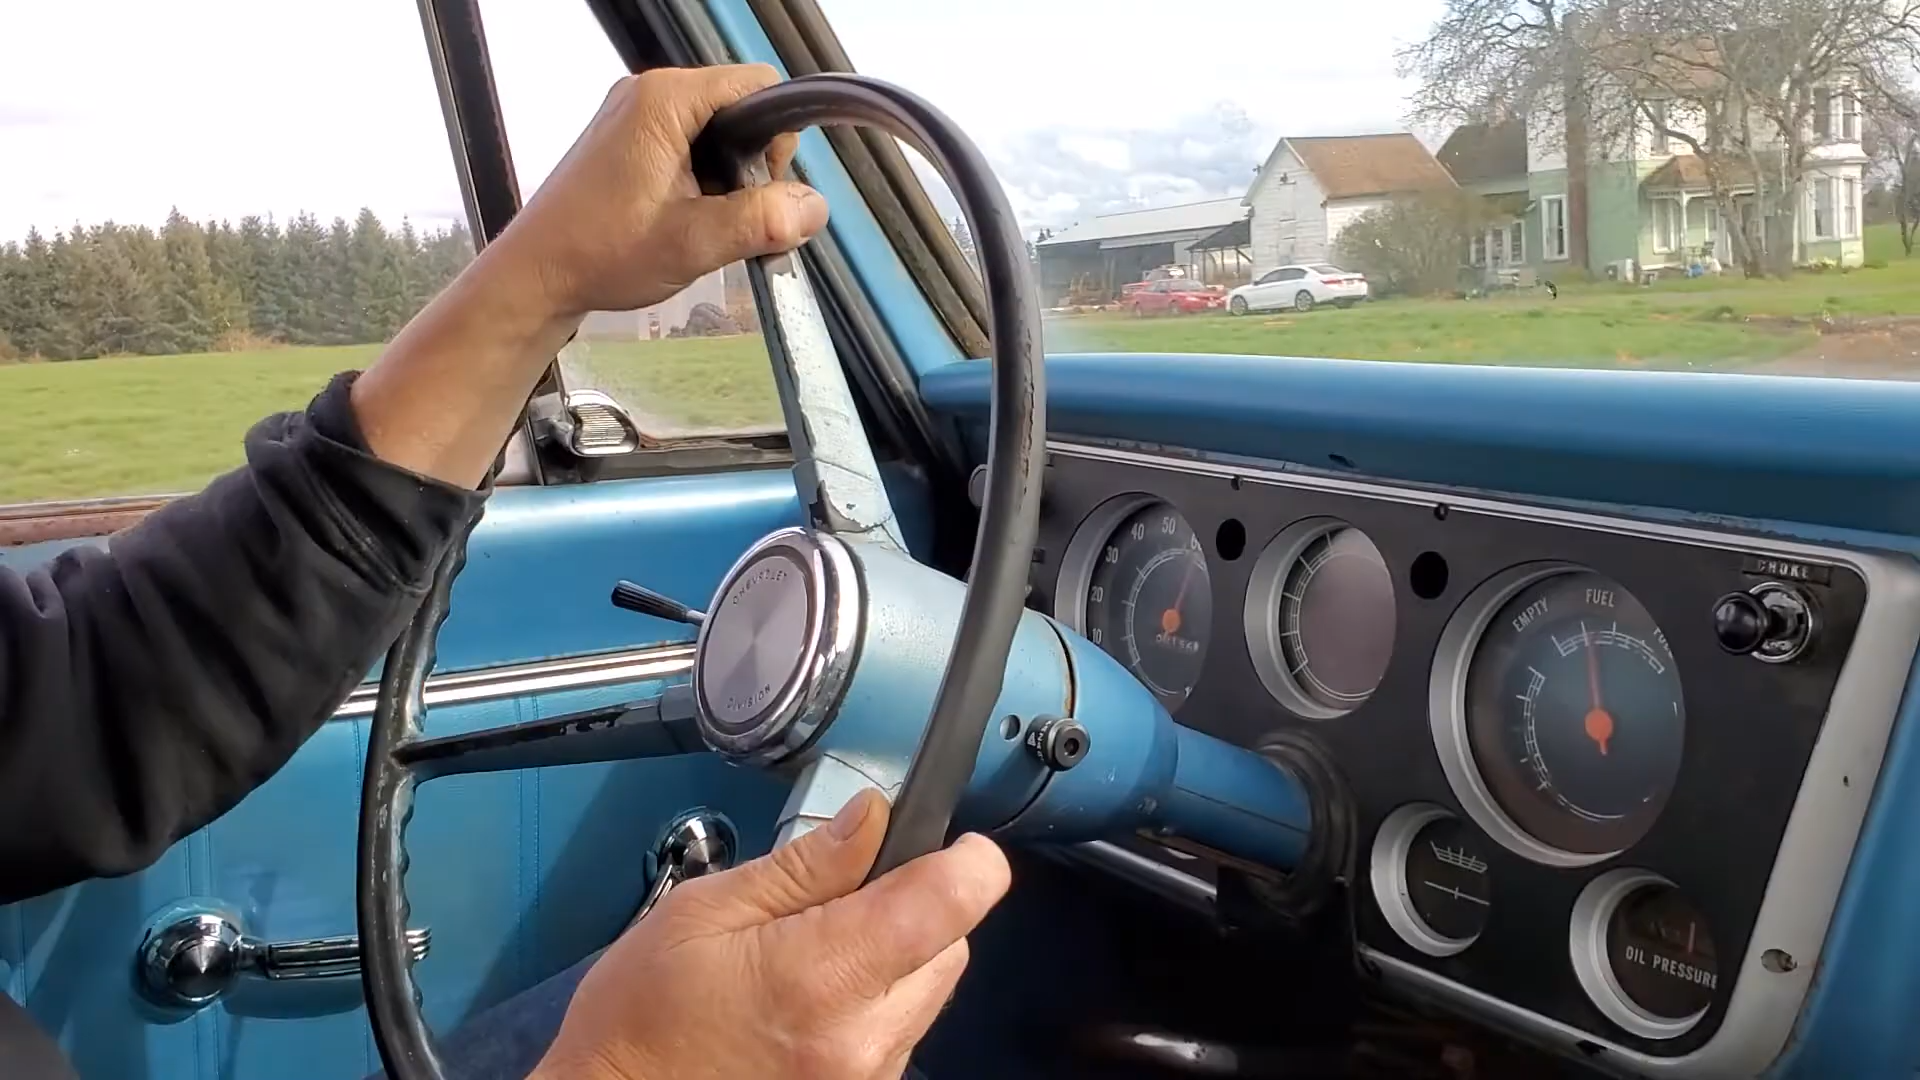 CHEVROLET
DIVISION
10
20
30
40
50
EMPTY
FUEL
CHOKE
OIL PRESSURE